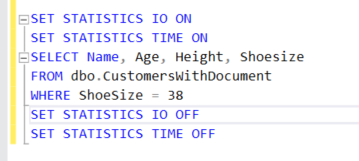 SET STATISTICS IO ON
SET STATISTICS TIME ON
SELECT Name, Age, Height, Shoesize
FROM dbo.CustomersWithDocument
WHERE ShoeSize = 38
SET STATISTICS IO OFF
SET STATISTICS TIME OFF